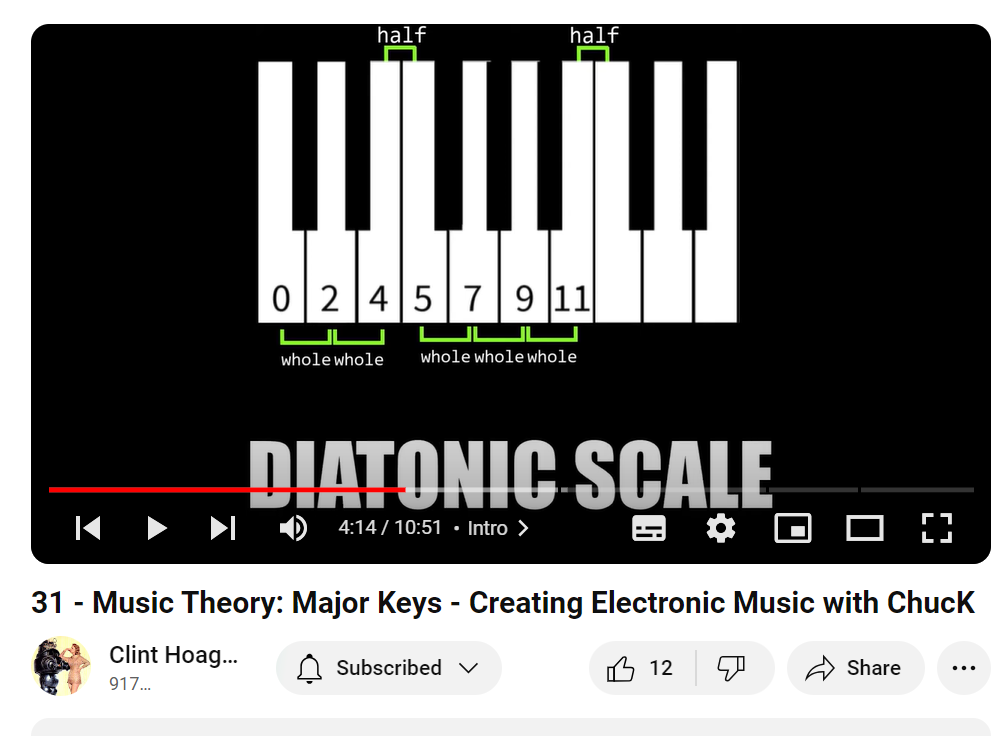 half half
0 2 4 5 7 9 11
whole whole whole whole whole
DIATONIC SCALE
4:14 / 10:51 • Intro
31 - Music Theory: Major Keys - Creating Electronic Music with ChucK
Clint Hoag...
917...
Subscribed
12
Share